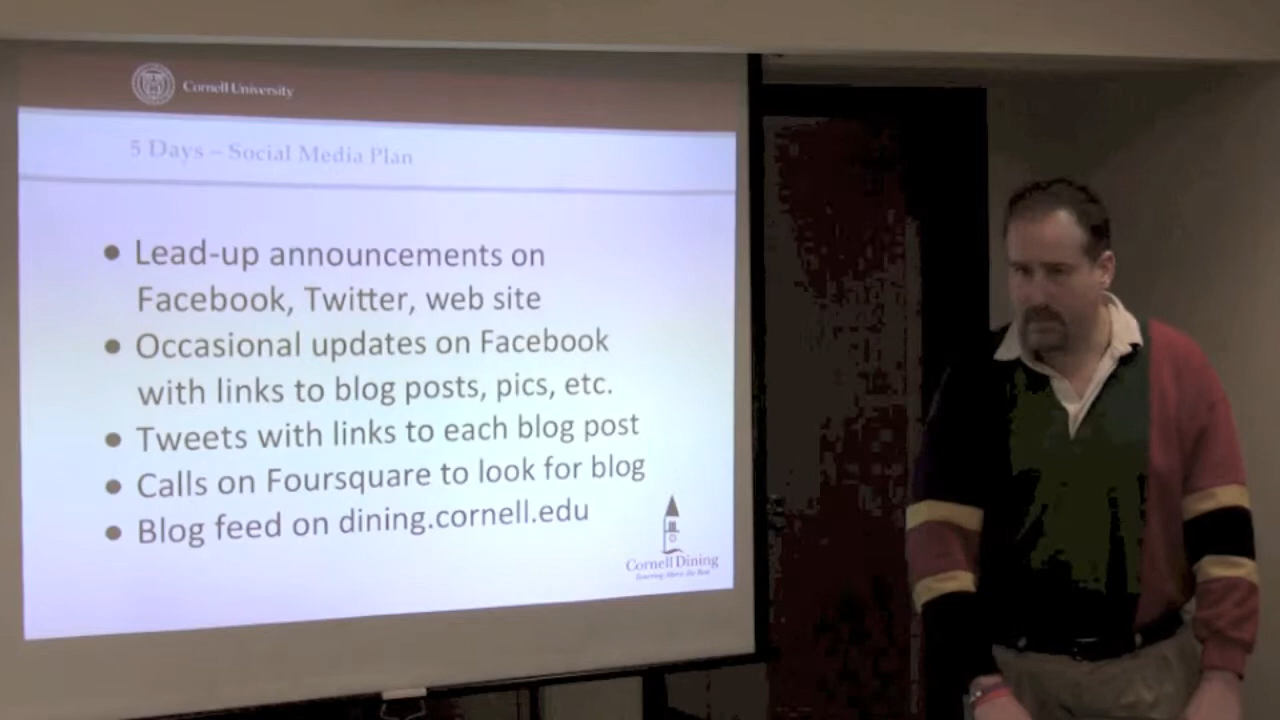 Cornell University
5 Days – Social Media Plan
• Lead-up announcements on
Facebook, Twitter, web site
• Occasional updates on Facebook
with links to blog posts, pics, etc.
• Tweets with links to each blog post
• Calls on Foursquare to look for blog
• Blog feed on dining.cornell.edu
Cornell Dining